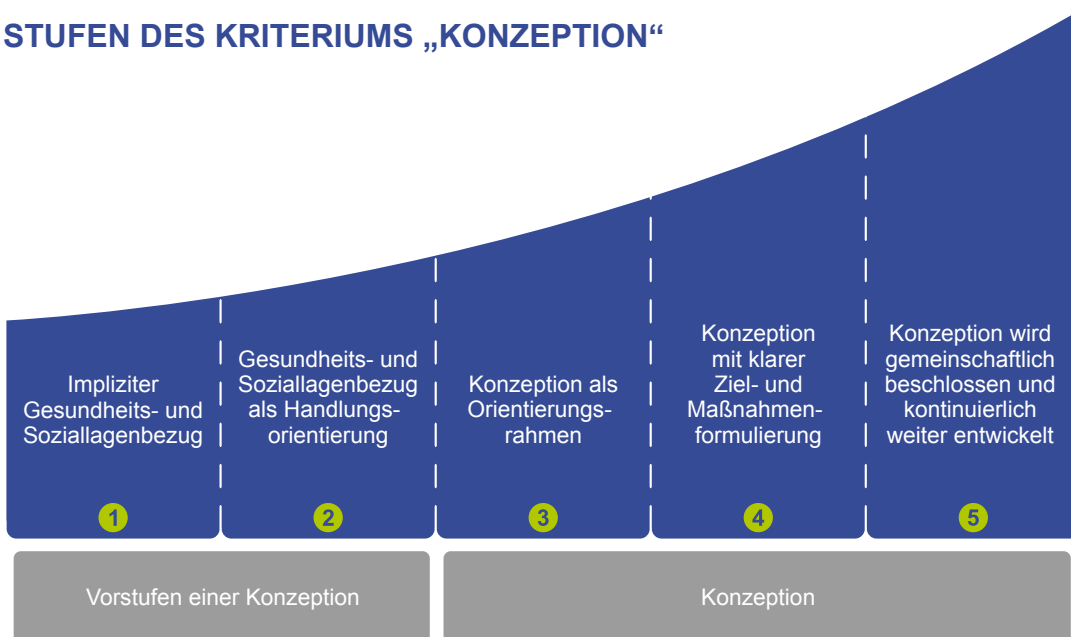 STUFEN DES KRITERIUMS „KONZEPTION“
Impliziter
Gesundheits- und
Soziallagenbezug
1
Gesundheits- und
Soziallagenbezug
als Handlungs-
orientierung
2
Konzeption als
Orientierungs-
rahmen
3
Konzeption
mit klarer
Ziel- und
Maßnahmen-
formulierung
4
Konzeption wird
gemeinschaftlich
beschlossen und
kontinuierlich
weiter entwickelt
5
Vorstufen einer Konzeption
Konzeption